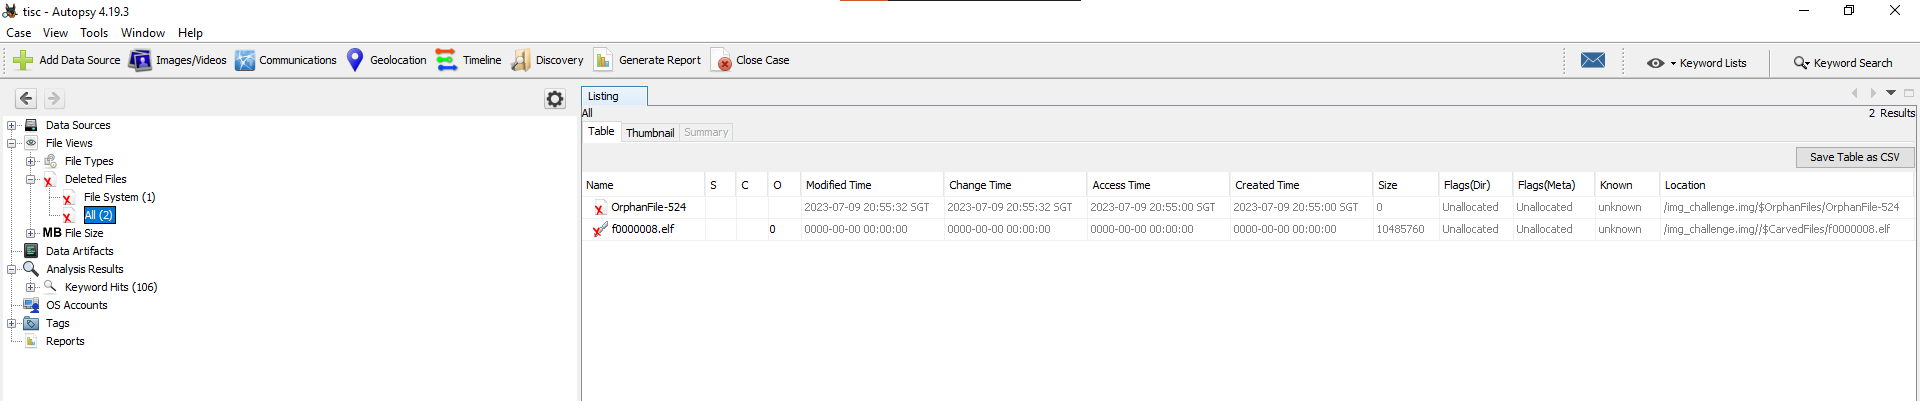 tisc - Autopsy 4.19.3
Case View Tools Window Help
Add Data Source Images/Videos Communications Geolocation Timeline Discovery Generate Report Close Case Keyword Lists Keyword Search
Data Sources
File Views
File Types
Deleted Files
File System (1)
All (2)
MB File Size
Data Artifacts
Analysis Results
Keyword Hits (106)
OS Accounts
Tags
Reports
Listing
All 2 Results
Table Thumbnail Summary
Save Table as CSV
Name S C O Modified Time Change Time Access Time Created Time Size Flags(Dir) Flags(Meta) Known Location
OrphanFile-524 2023-07-09 20:55:32 SGT 2023-07-09 20:55:32 SGT 2023-07-09 20:55:00 SGT 2023-07-09 20:55:00 SGT 0 Unallocated Unallocated unknown /img_challenge.img/$OrphanFiles/OrphanFile-524
f0000008.elf 0 0000-00-00 00:00:00 0000-00-00 00:00:00 0000-00-00 00:00:00 0000-00-00 00:00:00 10485760 Unallocated Unallocated unknown /img_challenge.img//$CarvedFiles/f0000008.elf